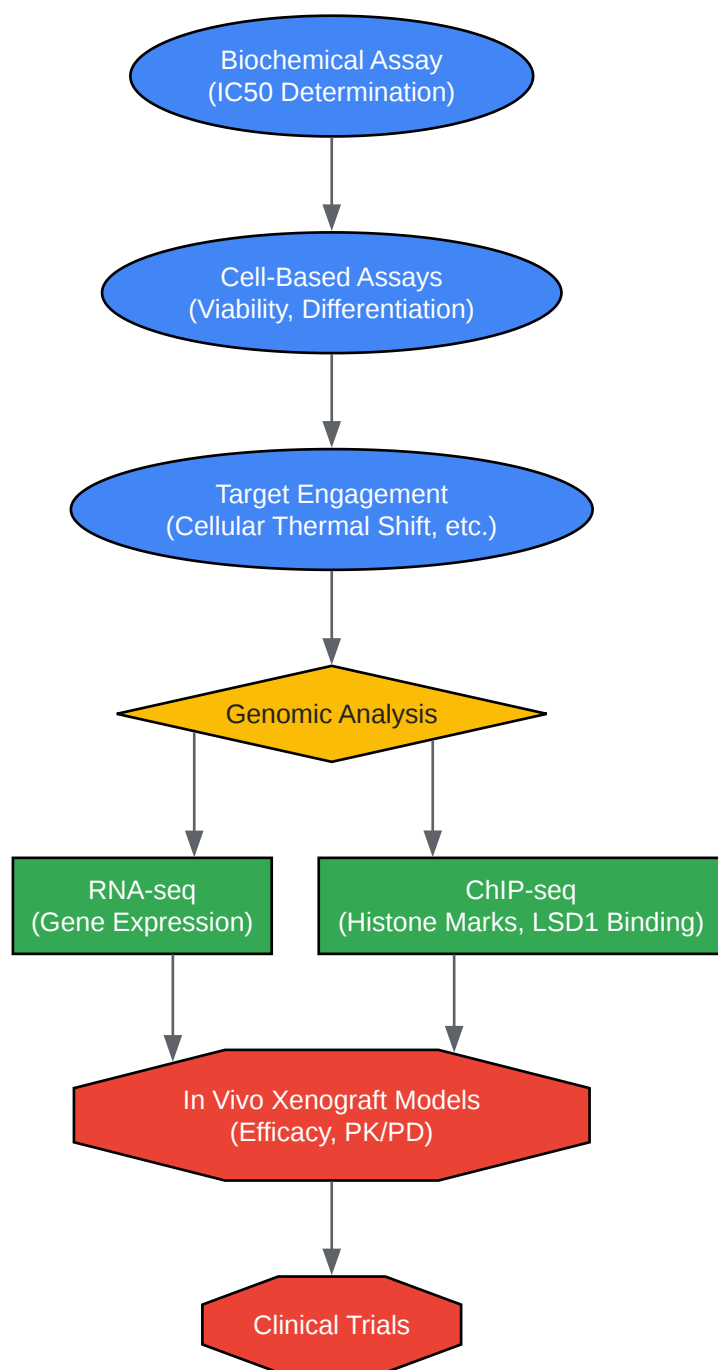 Biochemical Assay
(IC50 Determination)
Cell-Based Assays
(Viability, Differentiation)
Target Engagement
(Cellular Thermal Shift, etc.)
Genomic Analysis
RNA-seq
(Gene Expression)
ChIP-seq
(Histone Marks, LSD1 Binding)
In Vivo Xenograft Models
(Efficacy, PK/PD)
Clinical Trials